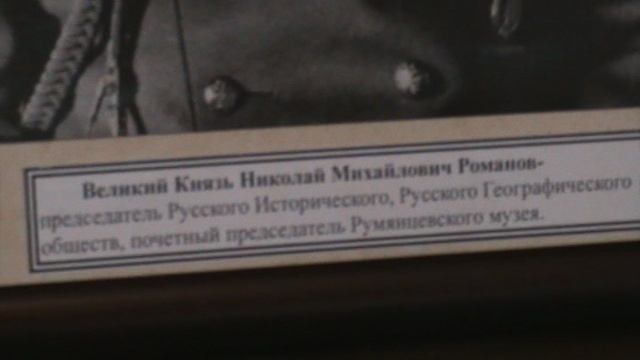 Великий Князь Николай Михайлович Романов-
председатель Русского Исторического, Русского Географического
обществ, почетный председатель Румянцевского музея.